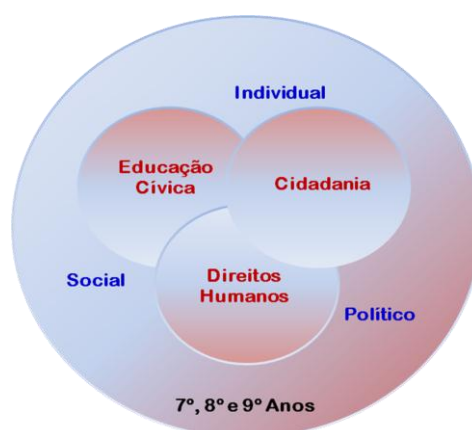 Individual
Educação
Cívica
Cidadania
Direitos
Humanos
Social
Político
7º, 8º e 9º Anos